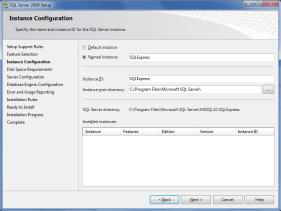 SQL Server 2008 Setup
Instance Configuration
Specify the name and instance ID for the SQL Server instance.
Setup Support Rules
Feature Selection
Instance Configuration
Disk Space Requirements
Server Configuration
Database Engine Configuration
Error and Usage Reporting
Installation Rules
Ready to Install
Installation Progress
Complete
Default instance
Named instance: SQLExpress
Instance ID: SQLExpress
Instance root directory: C:\Program Files\Microsoft SQL Server\ ...
SQL Server directory: C:\Program Files\Microsoft SQL Server\MSSQL10.SQLExpress
Installed instances:
Instance Features Edition Version Instance ID
< Back Next > Cancel Help